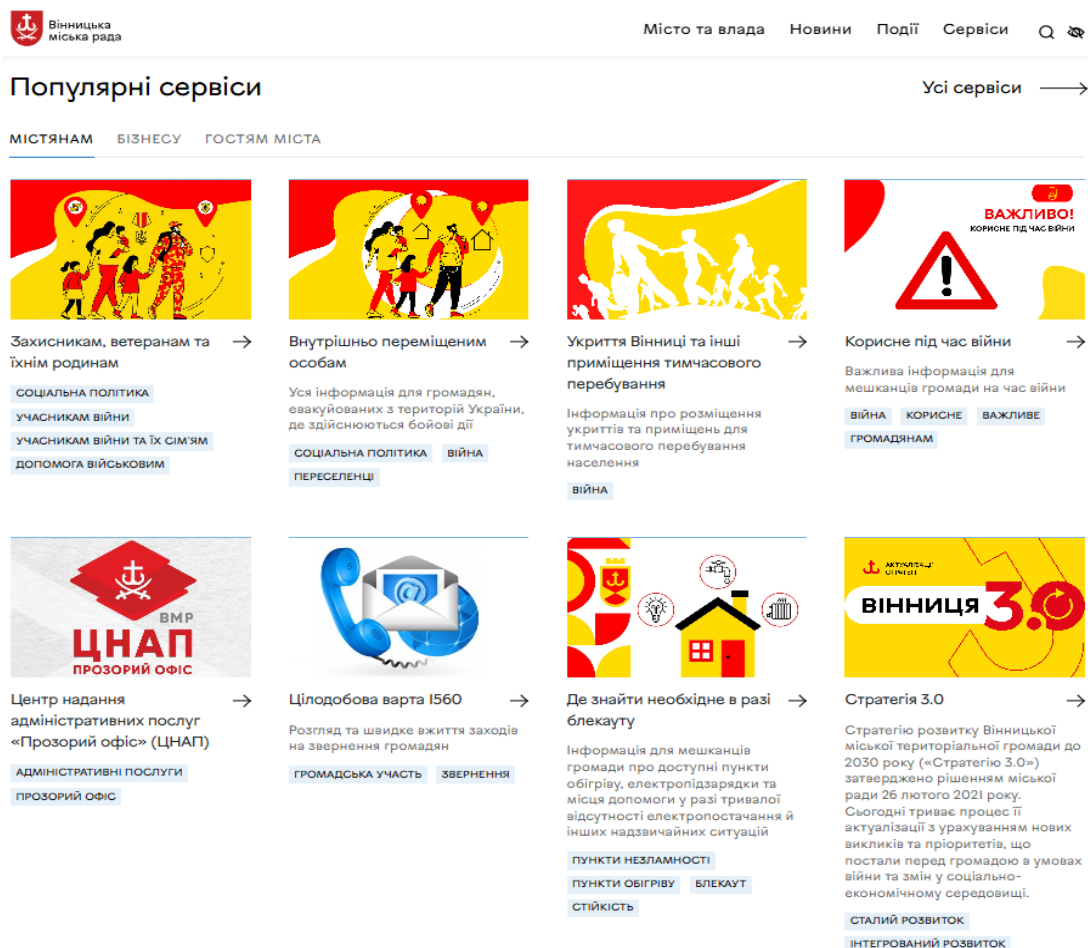 Вінницька
міська рада
Місто та влада
Новини
Події
Сервіси
Популярні сервіси
Усі сервіси
МІСТЯНАМ
БІЗНЕСУ
ГОСТЯМ МІСТА
Захисникам, ветеранам та
їхнім родинам
СОЦІАЛЬНА ПОЛІТИКА
УЧАСНИКАМ ВІЙНИ
УЧАСНИКАМ ВІЙНИ ТА ЇХ СІМ'ЯМ
ДОПОМОГА ВІЙСЬКОВИМ
Внутрішньо переміщеним
особам
Уся інформація для громадян,
евакуйованих з територій України,
де здійснюються бойові дії
СОЦІАЛЬНА ПОЛІТИКА
ВІЙНА
ПЕРЕСЕЛЕНЦІ
Укриття Вінниці та інші
приміщення тимчасового
перебування
Інформація про розміщення
укриттів та приміщень для
тимчасового перебування
населення
ВІЙНА
ВАЖЛИВО!
КОРИСНЕ ПІД ЧАС ВІЙНИ
Корисне під час війни
Важлива інформація для
мешканців громади на час війни
ВІЙНА
КОРИСНЕ
ВАЖЛИВЕ
ГРОМАДЯНАМ
ВМР
ЦНАП
ПРОЗОРИЙ ОФІС
Центр надання
адміністративних послуг
«Прозорий офіс» (ЦНАП)
АДМІНІСТРАТИВНІ ПОСЛУГИ
ПРОЗОРИЙ ОФІС
@
Цілодобова варта 1560
Розгляд та швидке вжиття заходів
на звернення громадян
ГРОМАДСЬКА УЧАСТЬ
ЗВЕРНЕННЯ
Де знайти необхідне в разі
блекауту
Інформація для мешканців
громади про доступні пункти
обігріву, електропідзарядки та
місця допомоги у разі тривалої
відсутності електропостачання й
інших надзвичайних ситуацій
ПУНКТИ НЕЗЛАМНОСТІ
ПУНКТИ ОБІГРІВУ
БЛЕКАУТ
СТІЙКІСТЬ
АКТУАЛІЗАЦІЯ
СТРАТЕГІЇ
ВІННИЦЯ 3.0
Стратегія 3.0
Стратегію розвитку Вінницької
міської територіальної громади до
2030 року («Стратегію 3.0»)
затверджено рішенням міської
ради 26 лютого 2021 року.
Сьогодні триває процес її
актуалізації з урахуванням нових
викликів та пріоритетів, що
постали перед громадою в умовах
війни та змін у соціально-
економічному середовищі.
СТАЛИЙ РОЗВИТОК
ІНТЕГРОВАНИЙ РОЗВИТОК